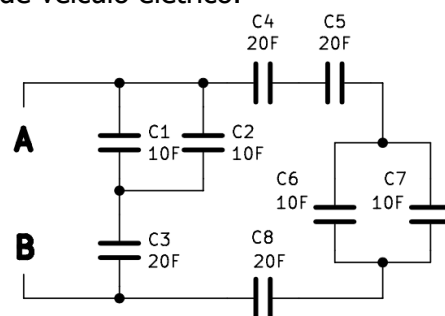 de veículo elétrico.
C4 C5
20F 20F
A
C1 C2
10F 10F
C6 C7
10F 10F
B
C3 C8
20F 20F